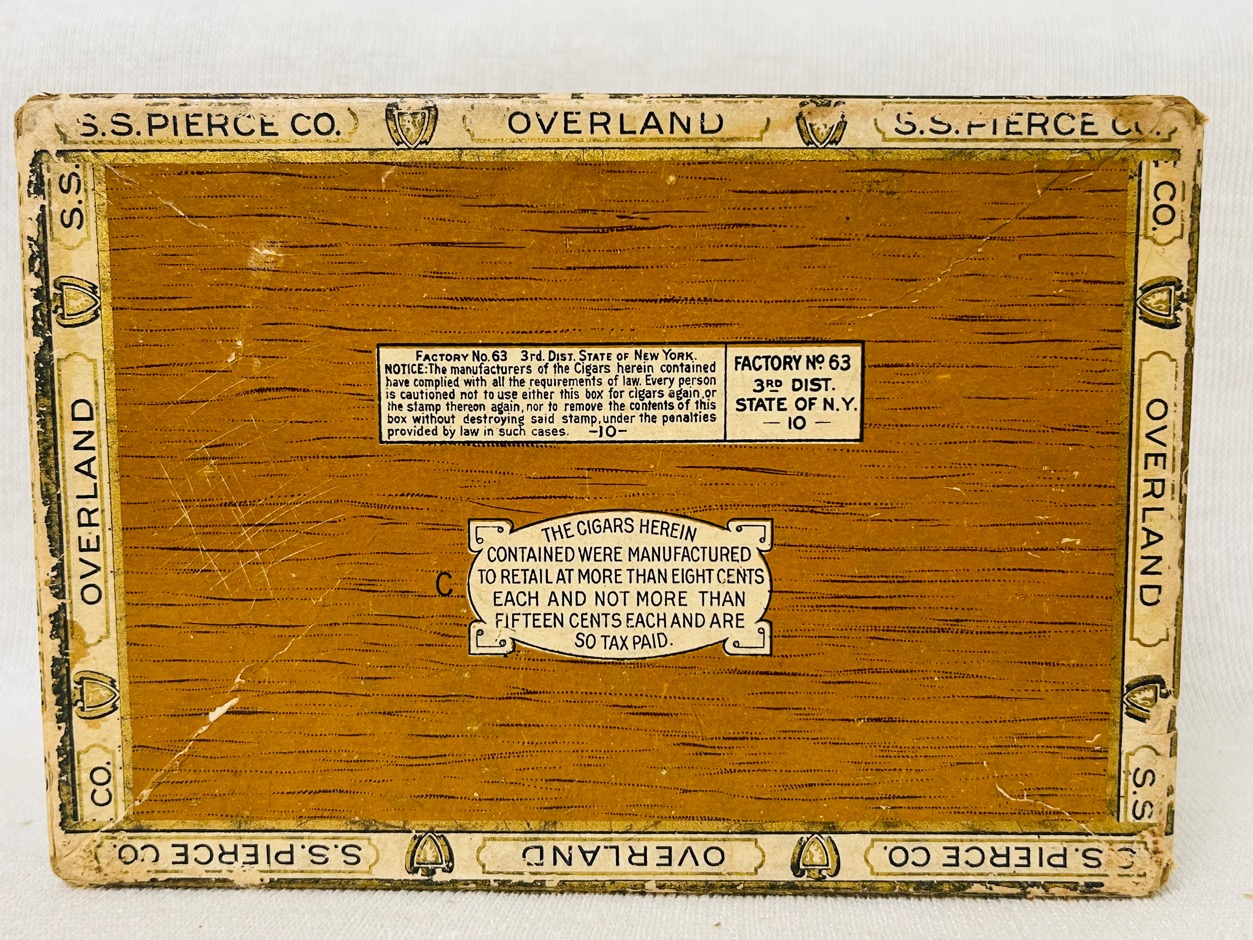 S.S. PIERCE CO.
OVERLAND
S.S. PIERCE CO.
S.S.
OVERLAND
CO.
FACTORY No. 63 3rd. DIST. STATE OF NEW YORK.
NOTICE: The manufacturers of the Cigars herein contained
have complied with all the requirements of law. Every person
is cautioned not to use either this box for cigars again, or
the stamp thereon again, nor to remove the contents of this
box without destroying said stamp, under the penalties
provided by law in such cases. -10-
FACTORY No 63
3RD DIST.
STATE OF N.Y.
— 10 —
C
THE CIGARS HEREIN
CONTAINED WERE MANUFACTURED
TO RETAIL AT MORE THAN EIGHT CENTS
EACH AND NOT MORE THAN
FIFTEEN CENTS EACH AND ARE
SO TAX PAID.
CO.
OVERLAND
S.S
S.S. PIERCE CO.
OVERLAND
S.S. PIERCE CO.